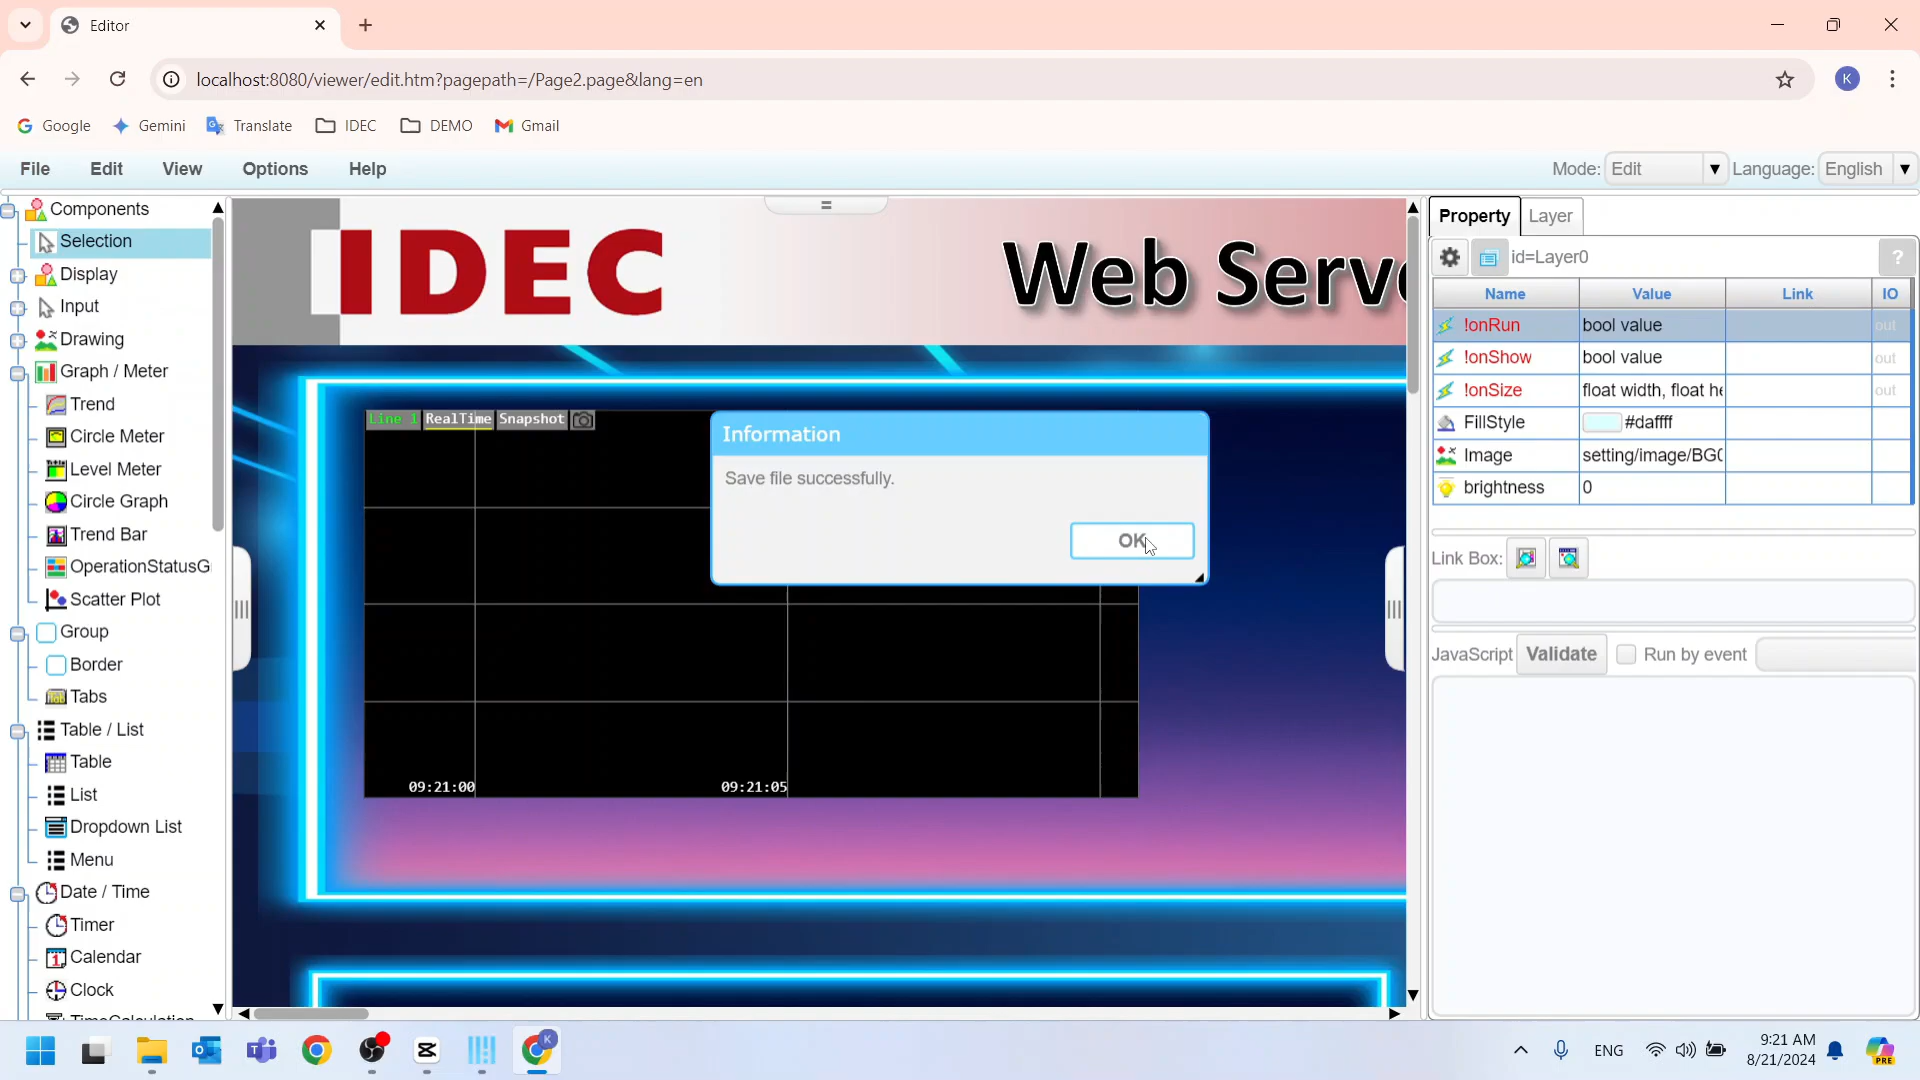 Editor
localhost:8080/viewer/edit.htm?pagepath=/Page2.page&lang=en
K
Google
Gemini
Translate
IDEC
DEMO
Gmail
File
Edit
View
Options
Help
Mode: Edit
Language: English
Components
Selection
Display
Input
Drawing
Graph / Meter
Trend
Circle Meter
Level Meter
Circle Graph
Trend Bar
OperationStatusG
Scatter Plot
Group
Border
Tabs
Table / List
Table
List
Dropdown List
Menu
Date / Time
Timer
Calendar
Clock
IDEC
Web Serve
Line 1 RealTime Snapshot
09:21:00
09:21:05
Information
Save file successfully.
OK
Property
Layer
id=Layer0
?
Name Value Link IO
!onRun bool value out
!onShow bool value out
!onSize float width, float he out
FillStyle #daffff
Image setting/image/BG0
brightness 0
Link Box:
JavaScript Validate Run by event
ENG
9:21 AM
8/21/2024
PRE